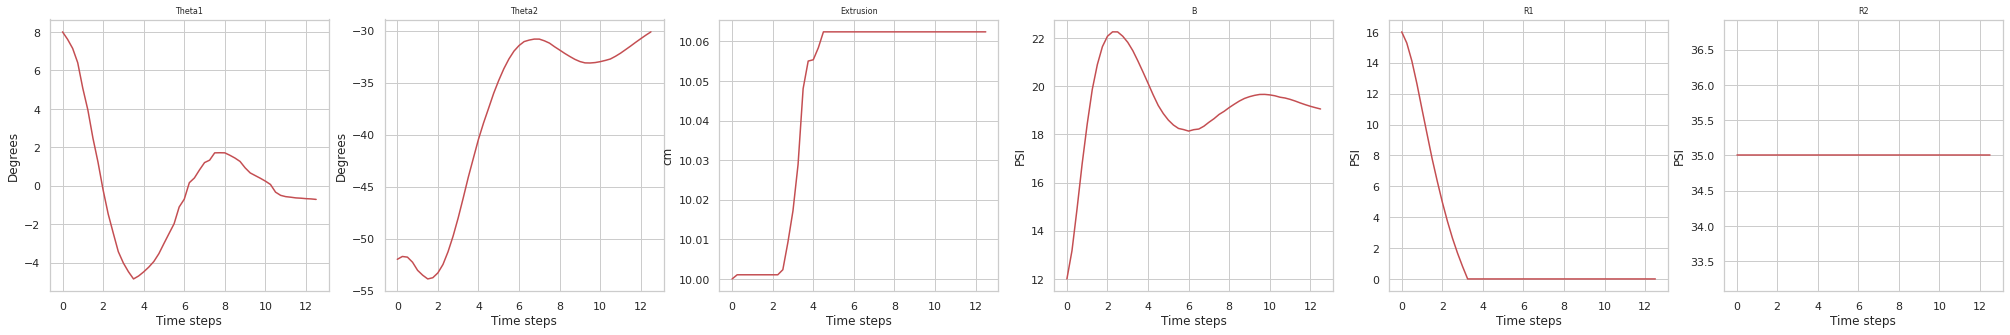 Theta1
Degrees
8
6
4
2
0
−2
−4
0 2 4 6 8 10 12
Time steps
Theta2
Degrees
−30
−35
−40
−45
−50
−55
0 2 4 6 8 10 12
Time steps
Extrusion
cm
10.06
10.05
10.04
10.03
10.02
10.01
10.00
0 2 4 6 8 10 12
Time steps
B
PSI
22
20
18
16
14
12
0 2 4 6 8 10 12
Time steps
R1
PSI
16
14
12
10
8
6
4
2
0
0 2 4 6 8 10 12
Time steps
R2
PSI
36.5
36.0
35.5
35.0
34.5
34.0
33.5
0 2 4 6 8 10 12
Time steps